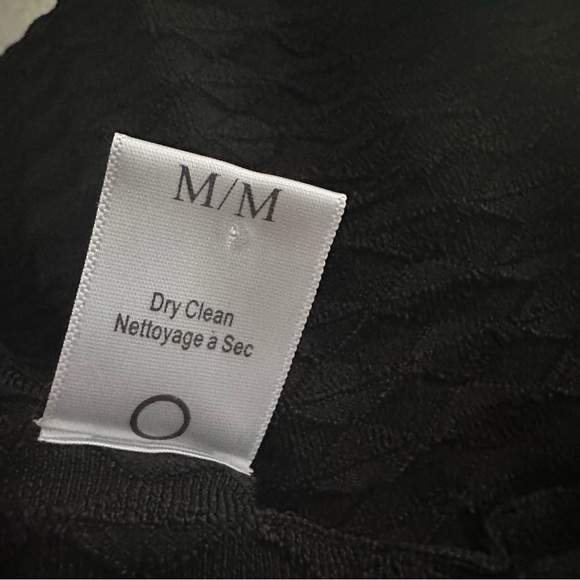 M/M
Dry Clean
Nettoyage à Sec